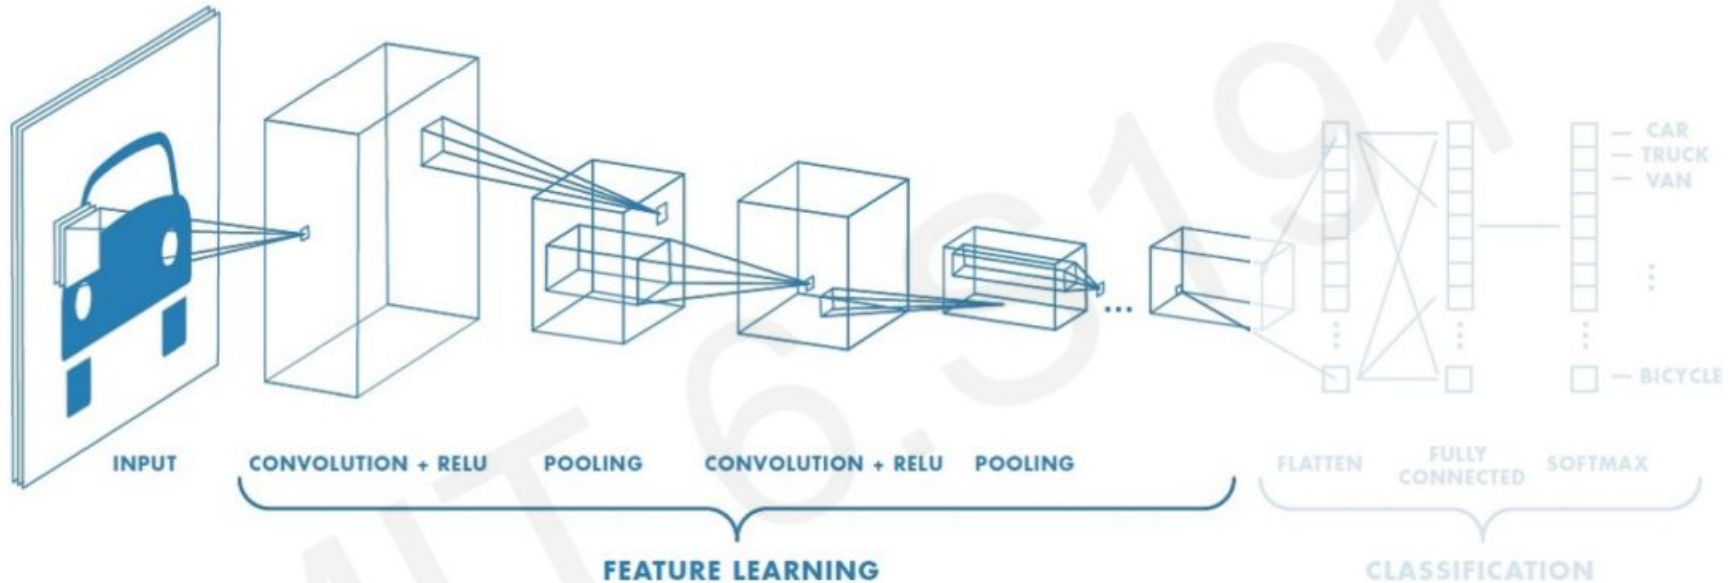 CAR
TRUCK
VAN
BICYCLE
INPUT
CONVOLUTION + RELU
POOLING
CONVOLUTION + RELU
POOLING
FLATTEN
FULLY
CONNECTED
SOFTMAX
FEATURE LEARNING
CLASSIFICATION
MIT 6.S191